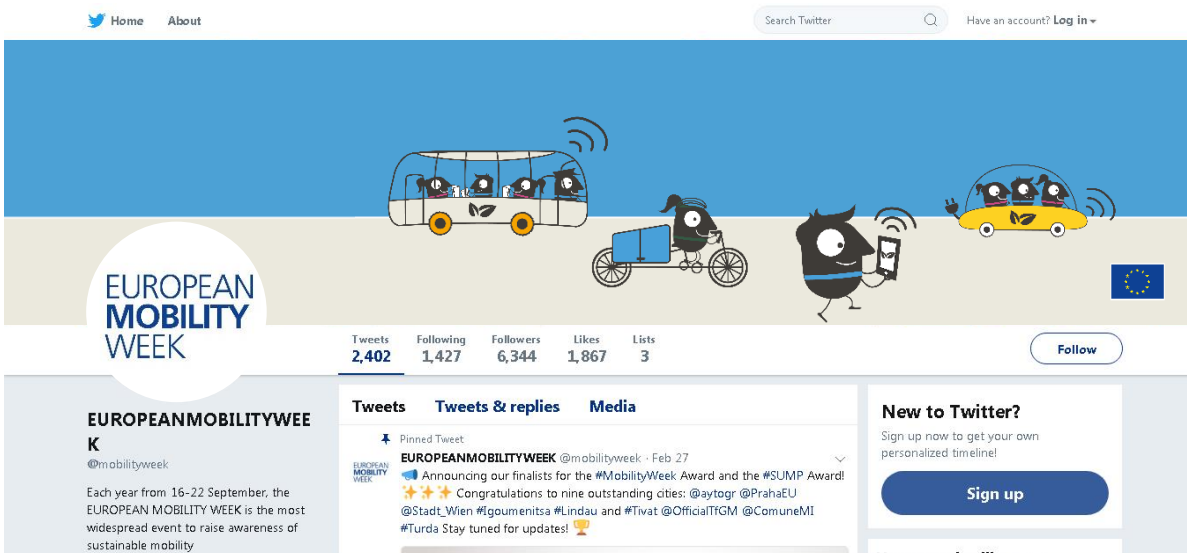 Home About
Search Twitter
Have an account? Log in
EUROPEAN
MOBILITY
WEEK
Tweets Following Followers Likes Lists
2,402 1,427 6,344 1,867 3
Follow
EUROPEANMOBILITYWEE
K
@mobilityweek
Each year from 16-22 September, the
EUROPEAN MOBILITY WEEK is the most
widespread event to raise awareness of
sustainable mobility
Tweets Tweets & replies Media
Pinned Tweet
EUROPEAN
MOBILITY
WEEK
EUROPEANMOBILITYWEEK @mobilityweek · Feb 27
📣 Announcing our finalists for the #MobilityWeek Award and the #SUMP Award!
✨✨✨ Congratulations to nine outstanding cities: @aytogr @PrahaEU
@Stadt_Wien #Igoumenitsa #Lindau and #Tivat @OfficialTfGM @ComuneMI
#Turda Stay tuned for updates! 🏆
New to Twitter?
Sign up now to get your own
personalized timeline!
Sign up